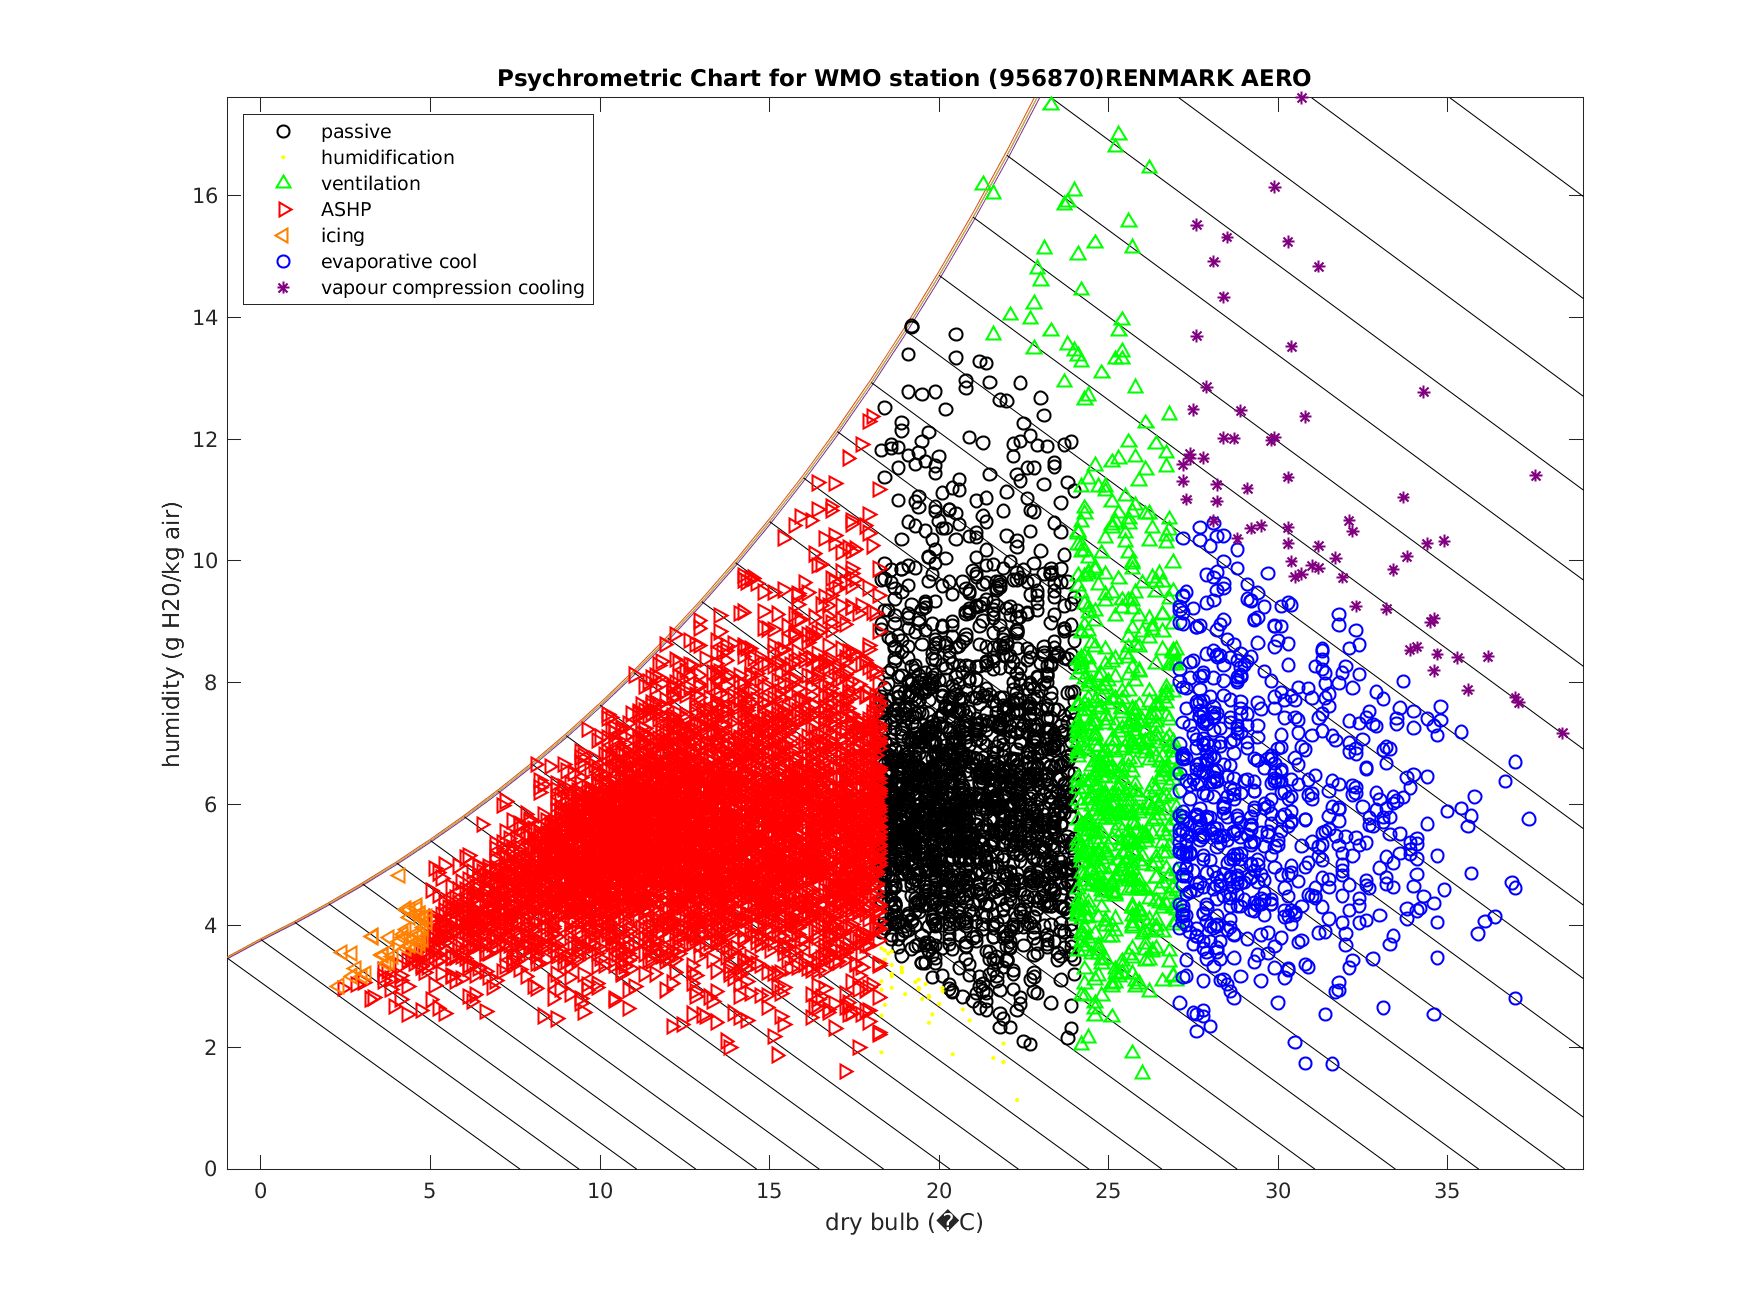 Psychrometric Chart for WMO station (956870)RENMARK AERO
passive
humidification
ventilation
ASHP
icing
evaporative cool
vapour compression cooling
humidity (g H20/kg air)
16
14
12
10
8
6
4
2
0
0 5 10 15 20 25 30 35
dry bulb (�C)